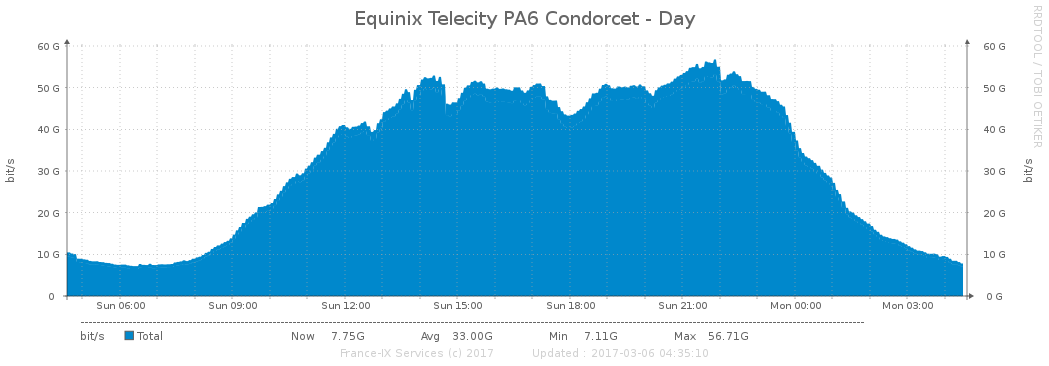 Equinix Telecity PA6 Condorcet - Day
RRDTOOL / TOBI OETIKER
60 G 60 G
50 G 50 G
40 G 40 G
30 G 30 G
20 G 20 G
10 G 10 G
0 0 G
bit/s bit/s
Sun 06:00 Sun 09:00 Sun 12:00 Sun 15:00 Sun 18:00 Sun 21:00 Mon 00:00 Mon 03:00
bit/s Total Now 7.75G Avg 33.00G Min 7.11G Max 56.71G
France-IX Services (c) 2017 Updated : 2017-03-06 04:35:10